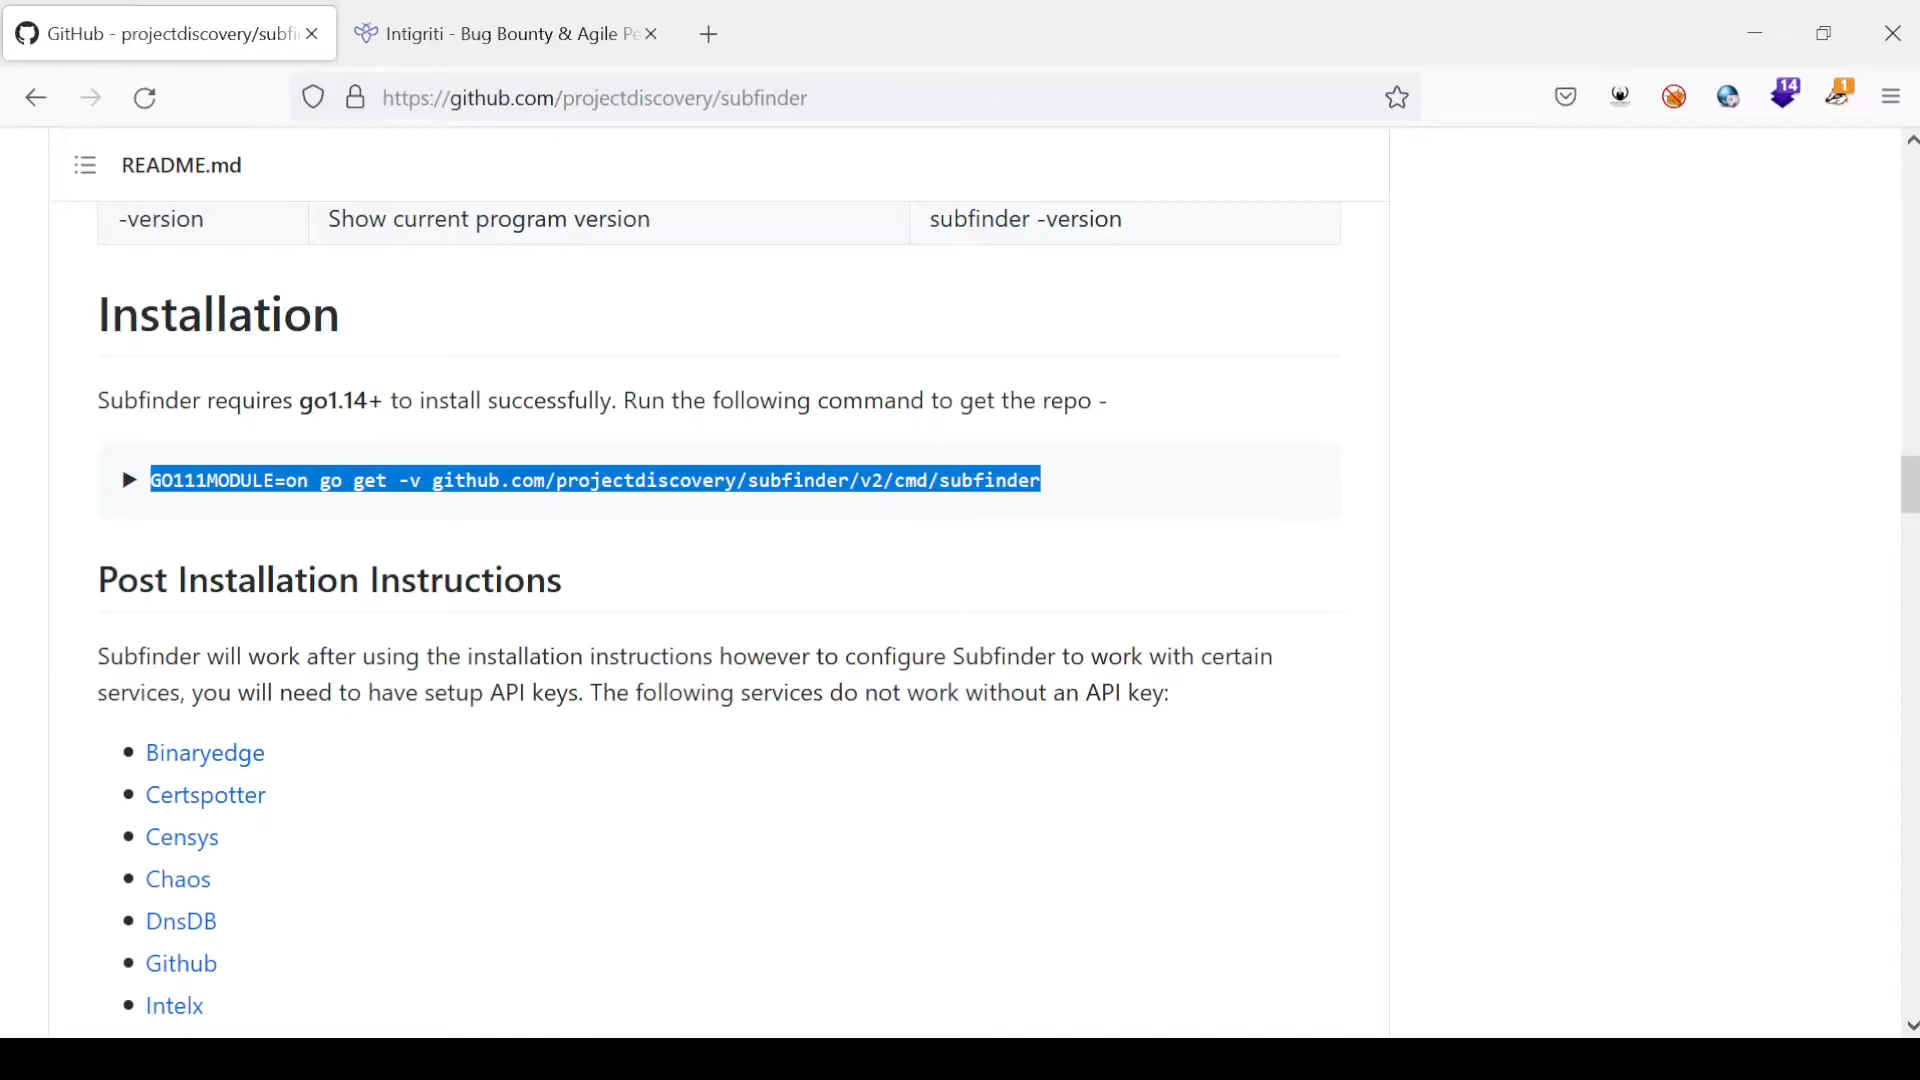 GitHub - projectdiscovery/subfi
Intigriti - Bug Bounty & Agile Pe
https://github.com/projectdiscovery/subfinder
14
1
README.md
-version Show current program version subfinder -version
Installation
Subfinder requires go1.14+ to install successfully. Run the following command to get the repo -
GO111MODULE=on go get -v github.com/projectdiscovery/subfinder/v2/cmd/subfinder
Post Installation Instructions
Subfinder will work after using the installation instructions however to configure Subfinder to work with certain
services, you will need to have setup API keys. The following services do not work without an API key:
Binaryedge
Certspotter
Censys
Chaos
DnsDB
Github
Intelx